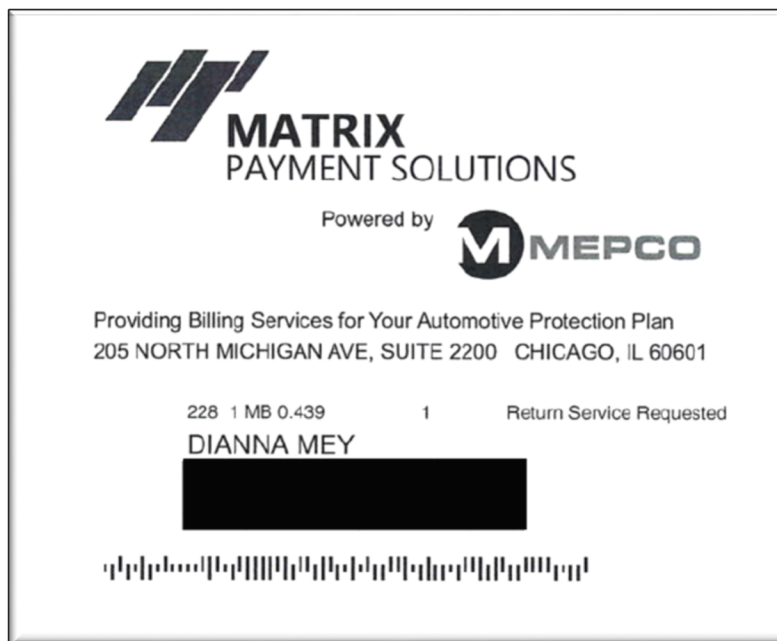 MATRIX
PAYMENT SOLUTIONS
Powered by
M MEPCO
Providing Billing Services for Your Automotive Protection Plan
205 NORTH MICHIGAN AVE, SUITE 2200 CHICAGO, IL 60601
228 1 MB 0.439 1 Return Service Requested
DIANNA MEY